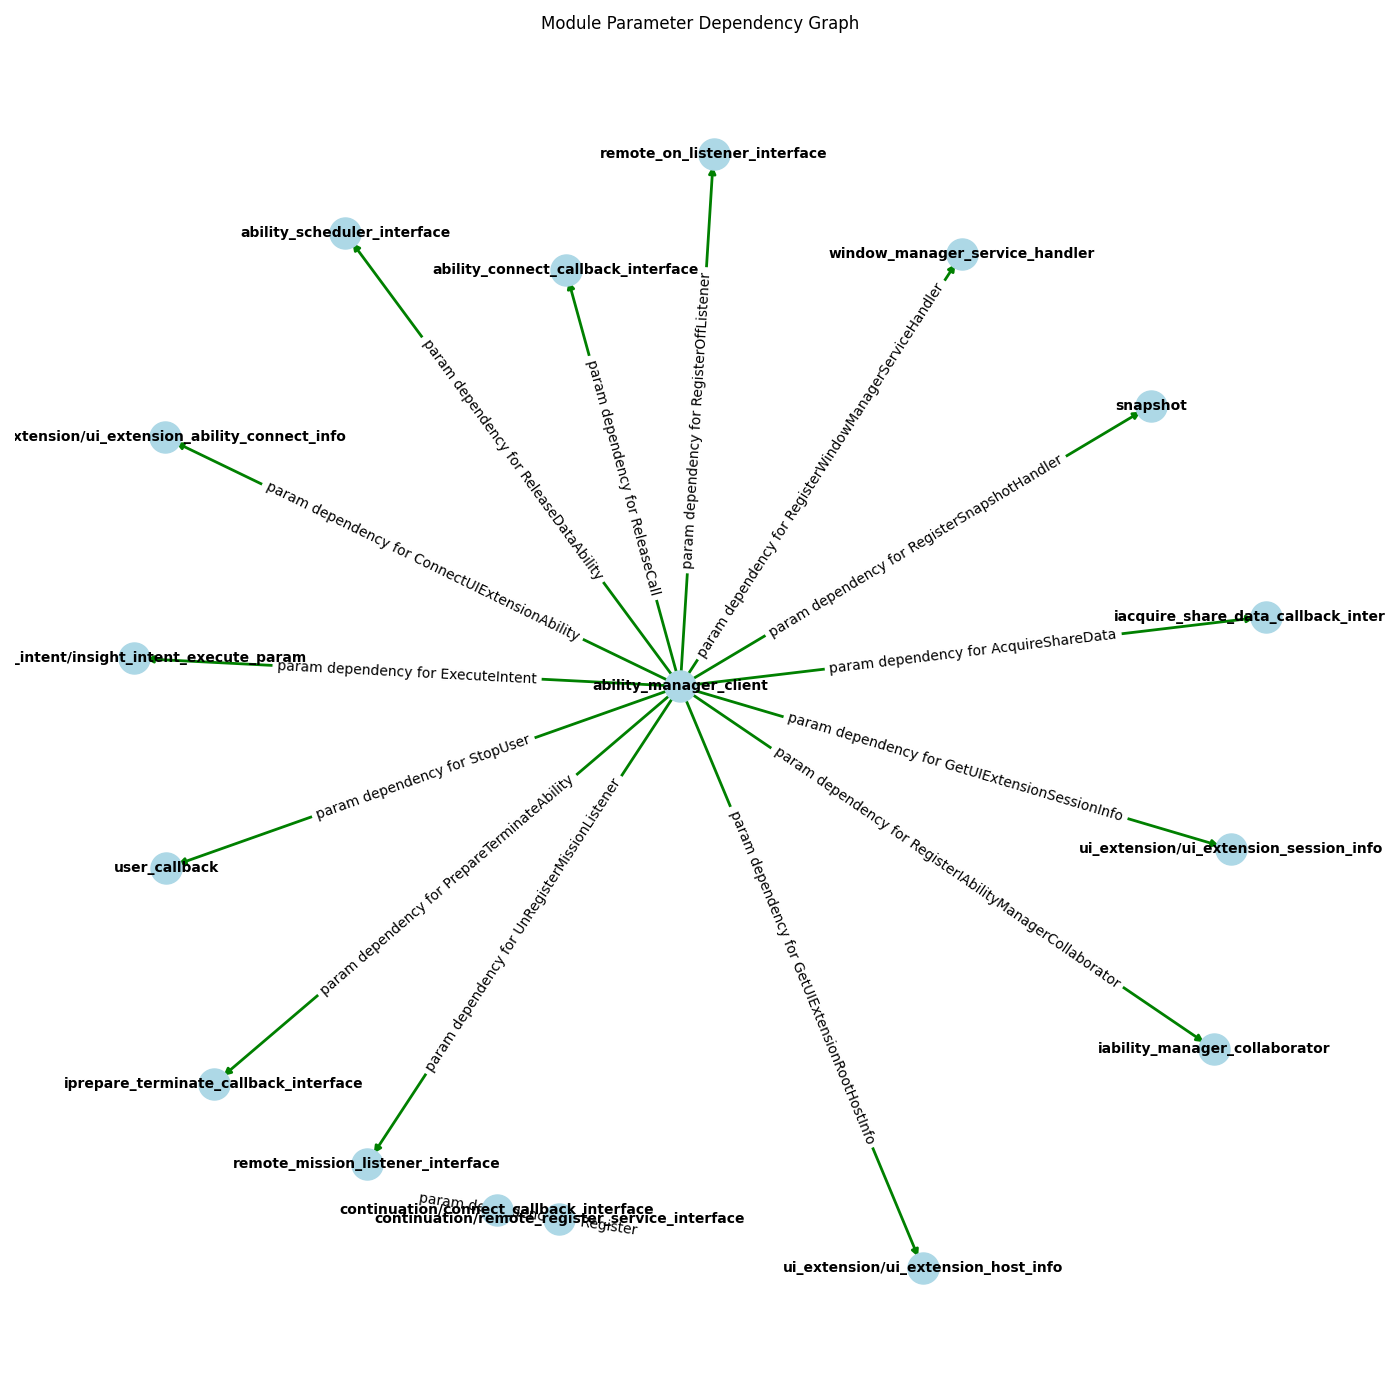 Module Parameter Dependency Graph
remote_on_listener_interface
ability_scheduler_interface
window_manager_service_handler
ability_connect_callback_interface
param dependency for RegisterOffListener
param dependency for RegisterWindowManagerServiceHandler
param dependency for ReleaseDataAbility
param dependency for ReleaseCall
snapshot
xtension/ui_extension_ability_connect_info
param dependency for RegisterSnapshotHandler
param dependency for ConnectUIExtensionAbility
iacquire_share_data_callback_inter
param dependency for AcquireShareData
_intent/insight_intent_execute_param
param dependency for ExecuteIntent
ability_manager_client
param dependency for StopUser
param dependency for GetUIExtensionSessionInfo
param dependency for PrepareTerminateAbility
param dependency for UnRegisterMissionListener
param dependency for RegisterIAbilityManagerCollaborator
param dependency for GetUIExtensionRootHostInfo
ui_extension/ui_extension_session_info
user_callback
iability_manager_collaborator
iprepare_terminate_callback_interface
remote_mission_listener_interface
continuation/connect_callback_interface
continuation/remote_register_service_interface
param Register
ui_extension/ui_extension_host_info